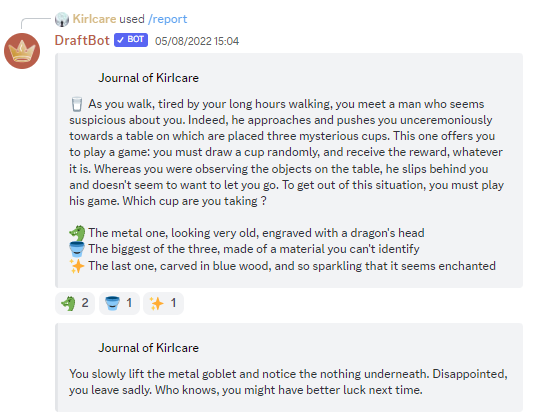 Kirlcare used /report
DraftBot ✓ BOT 05/08/2022 15:04
Journal of Kirlcare
As you walk, tired by your long hours walking, you meet a man who seems
suspicious about you. Indeed, he approaches and pushes you unceremoniously
towards a table on which are placed three mysterious cups. This one offers you
to play a game: you must draw a cup randomly, and receive the reward, whatever
it is. Whereas you were observing the objects on the table, he slips behind you
and doesn't seem to want to let you go. To get out of this situation, you must play
his game. Which cup are you taking ?
The metal one, looking very old, engraved with a dragon's head
The biggest of the three, made of a material you can't identify
The last one, carved in blue wood, and so sparkling that it seems enchanted
2 1 1
Journal of Kirlcare
You slowly lift the metal goblet and notice the nothing underneath. Disappointed,
you leave sadly. Who knows, you might have better luck next time.